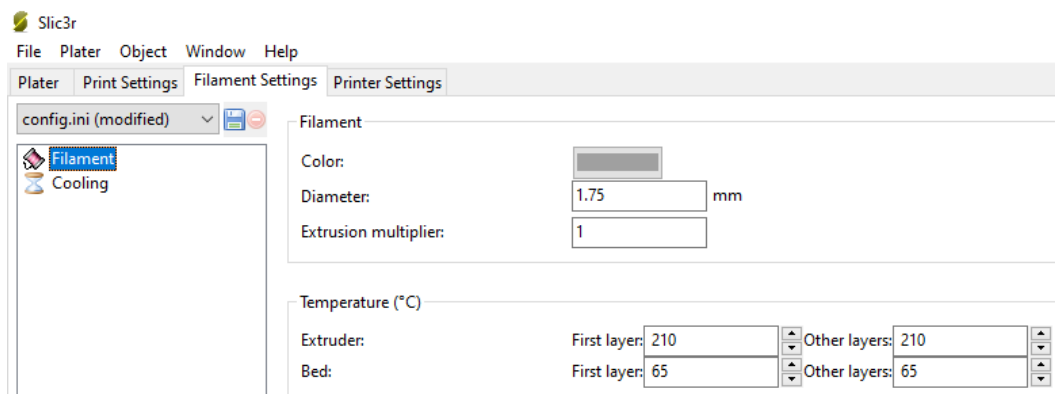 Slic3r
File Plater Object Window Help
Plater Print Settings Filament Settings Printer Settings
config.ini (modified)
Filament
Cooling
Filament
Color:
Diameter: 1.75 mm
Extrusion multiplier: 1
Temperature (°C)
Extruder: First layer: 210 Other layers: 210
Bed: First layer: 65 Other layers: 65